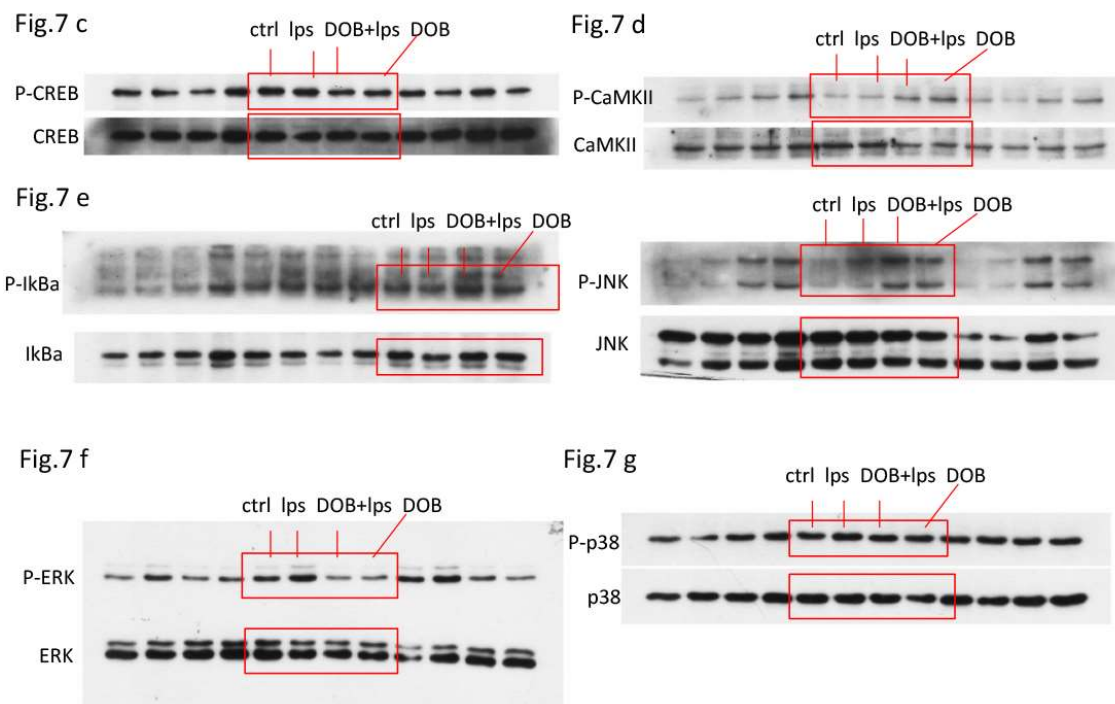 Fig.7 c
ctrl lps DOB+lps DOB
P-CREB
CREB
Fig.7 d
ctrl lps DOB+lps DOB
P-CaMKII
CaMKII
Fig.7 e
ctrl lps DOB+lps DOB
P-IkBa
IkBa
ctrl lps DOB+lps DOB
P-JNK
JNK
Fig.7 f
ctrl lps DOB+lps DOB
P-ERK
ERK
Fig.7 g
ctrl lps DOB+lps DOB
P-p38
p38